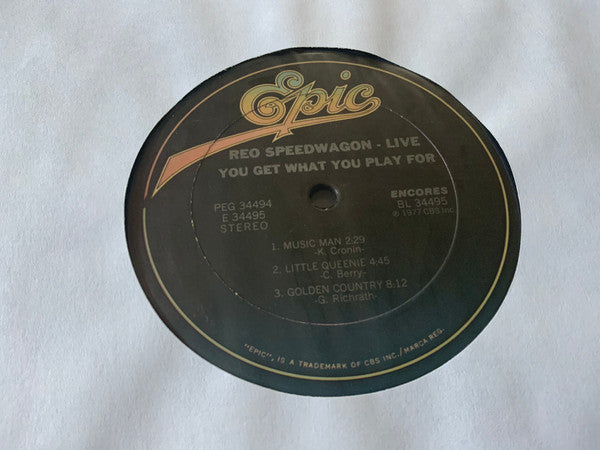 Epic
REO SPEEDWAGON - LIVE
YOU GET WHAT YOU PLAY FOR
PEG 34494
E 34495
STEREO
ENCORES
BL 34495
℗ 1977 CBS Inc.
1. MUSIC MAN 2:29
-K. Cronin-
2. LITTLE QUEENIE 4:45
-C. Berry-
3. GOLDEN COUNTRY 8:12
-G. Richrath-
"EPIC", IS A TRADEMARK OF CBS INC./MARCA REG.